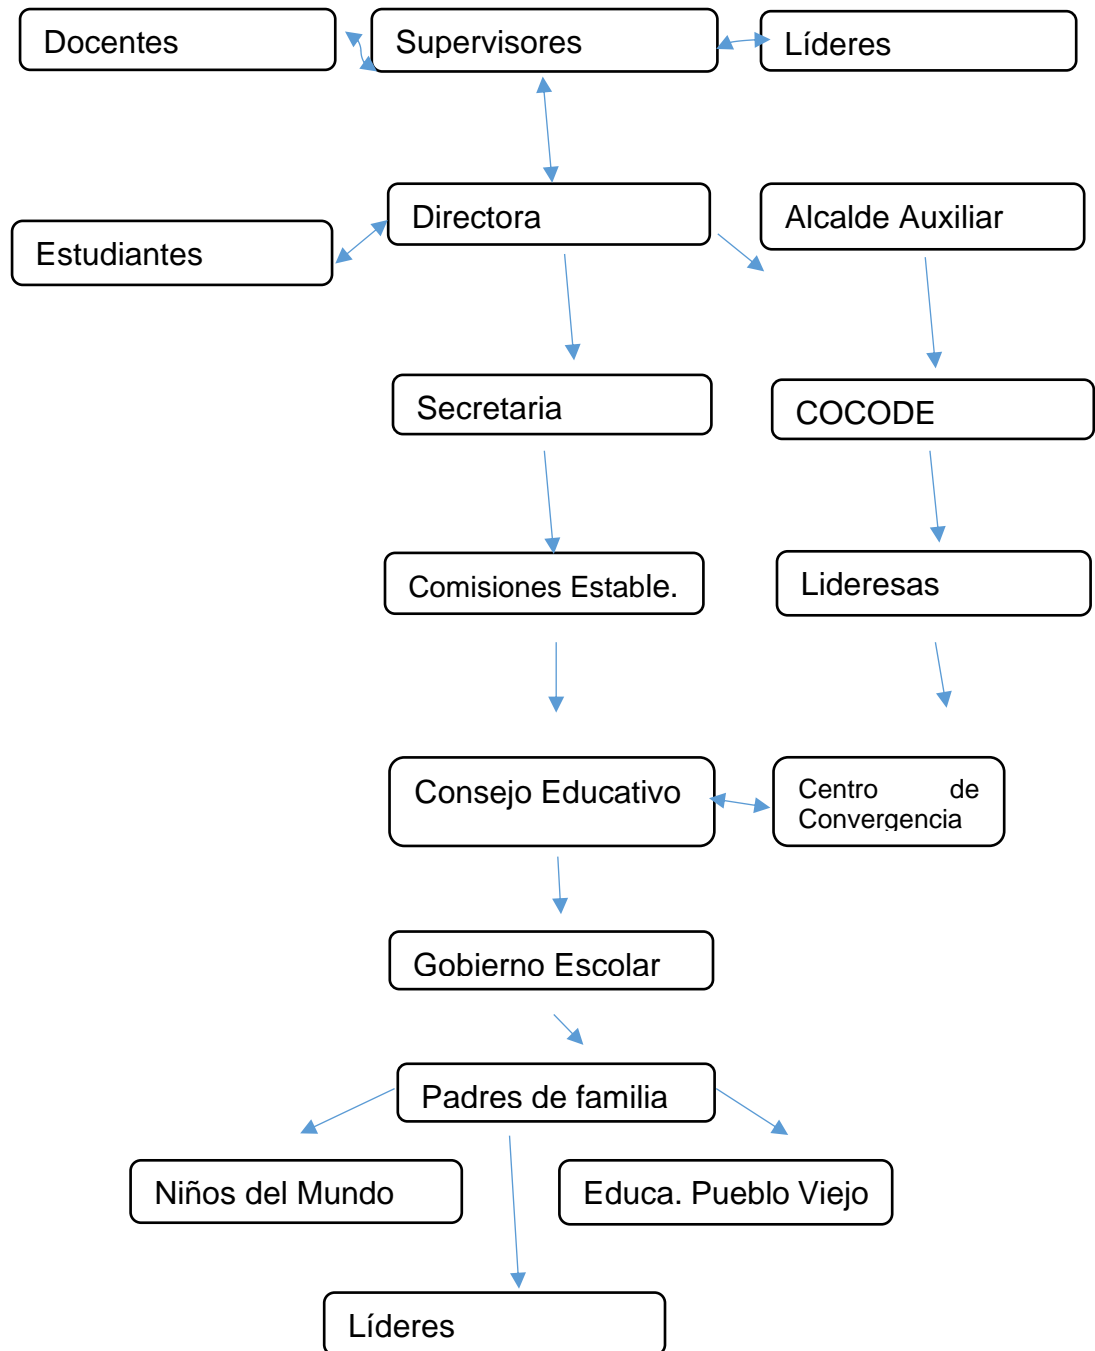 Docentes
Supervisores
Líderes
Directora
Alcalde Auxiliar
Estudiantes
Secretaria
COCODE
Comisiones Estable.
Lideresas
Consejo Educativo
Centro de
Convergencia
Gobierno Escolar
Padres de familia
Niños del Mundo
Educa. Pueblo Viejo
Líderes